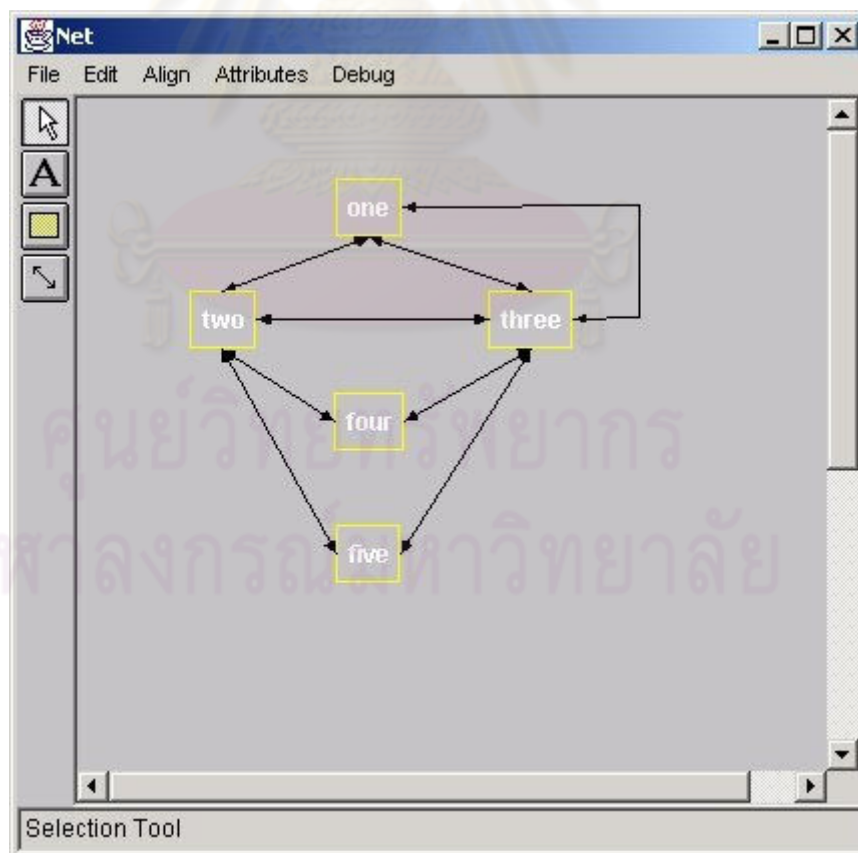 Net
File Edit Align Attributes Debug
A
one
two three
four
ศูนย์วิทยทรัพยากร
five
จุฬาลงกรณ์มหาวิทยาลัย
Selection Tool